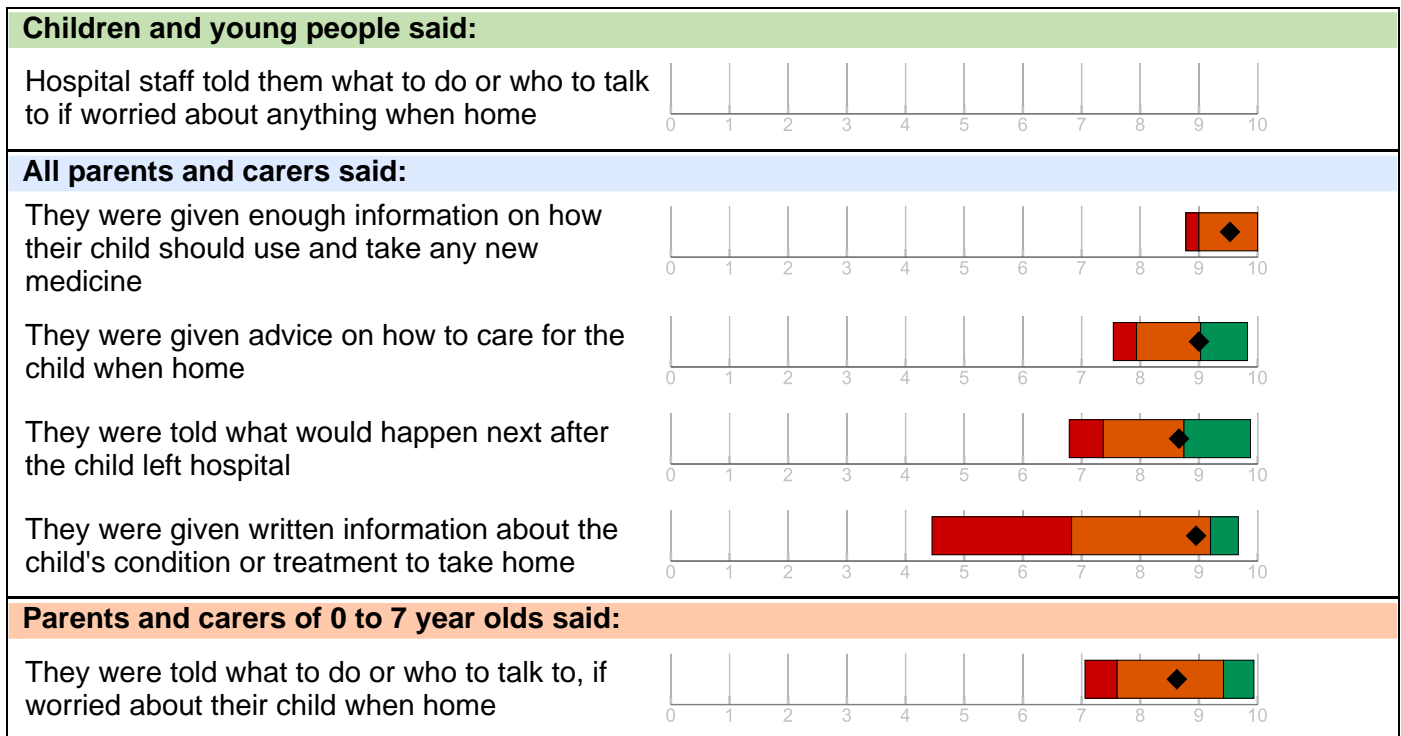 Children and young people said:
Hospital staff told them what to do or who to talk
to if worried about anything when home
0 1 2 3 4 5 6 7 8 9 10
All parents and carers said:
They were given enough information on how
their child should use and take any new
medicine
0 1 2 3 4 5 6 7 8 9 10
They were given advice on how to care for the
child when home
0 1 2 3 4 5 6 7 8 9 10
They were told what would happen next after
the child left hospital
0 1 2 3 4 5 6 7 8 9 10
They were given written information about the
child's condition or treatment to take home
0 1 2 3 4 5 6 7 8 9 10
Parents and carers of 0 to 7 year olds said:
They were told what to do or who to talk to, if
worried about their child when home
0 1 2 3 4 5 6 7 8 9 10